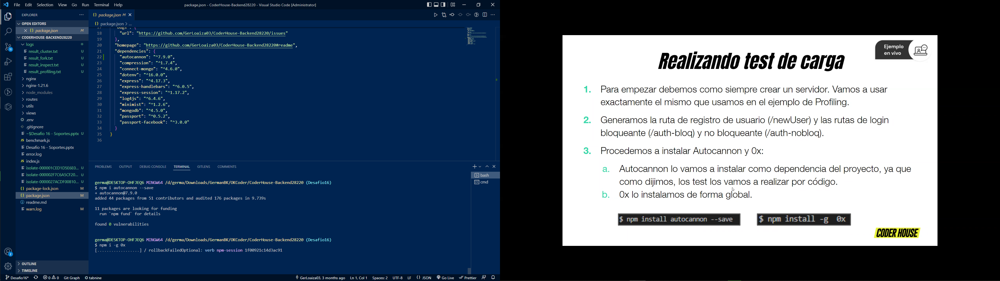 File Edit Selection View Go Run Terminal Help
package.json - CoderHouse-Backend28220 - Visual Studio Code [Administrator]
EXPLORER
OPEN EDITORS
package.json M
CODERHOUSE-BACKEND28220
logs
result_cluster.txt U
result_fork.txt U
result_inspect.txt U
result_profiling.txt U
nginx
nginx-1.21.6
node_modules
routes
utils
views
.env
.gitignore
~$Desafio 16 - Soportes.pptx U
JS benchmark.js
Desafio 16 - Soportes.pptx
error.log
JS index.js
isolate-000001CED1D5E6E0... U
isolate-000002F7C6A5CF20... U
isolate-0000027ACDF00810... U
{} package-lock.json M
{} package.json M
readme.md
warn.log M
OUTLINE
TIMELINE
11
2
{} package.json M
{} package.json > ...
17 "bugs": {
18 "url": "https://github.com/GerLoaiza03/CoderHouse-Backend28220/issues"
19 },
20 "homepage": "https://github.com/GerLoaiza03/CoderHouse-Backend28220#readme",
21 "dependencies": {
22 "autocannon": "^7.9.0",
23 "compression": "^1.7.4",
24 "connect-mongo": "^4.6.0",
25 "dotenv": "^16.0.0",
26 "express": "^4.17.3",
27 "express-handlebars": "^6.0.5",
28 "express-session": "^1.17.2",
29 "log4js": "^6.4.6",
30 "minimist": "^1.2.6",
31 "mongodb": "^4.5.0",
32 "passport": "^0.5.2",
33 "passport-facebook": "^3.0.0"
34 }
35 }
36
PROBLEMS OUTPUT DEBUG CONSOLE TERMINAL GITLENS COMMENTS
bash
cmd
germa@DESKTOP-OHFJEQ6 MINGW64 /d/germa/Downloads/GermanBK/OKCoder/CoderHouse-Backend28220 (Desafio16)
$ npm i autocannon --save
+ autocannon@7.9.0
added 44 packages from 51 contributors and audited 176 packages in 9.739s
11 packages are looking for funding
run `npm fund` for details
found 0 vulnerabilities
germa@DESKTOP-OHFJEQ6 MINGW64 /d/germa/Downloads/GermanBK/OKCoder/CoderHouse-Backend28220 (Desafio16)
$ npm i -g 0x
[..................] / rollbackFailedOptional: verb npm-session 1f00921c14d3ac91
Desafio16* 0 0 Git Graph tabnine
GerLoaiza03, 3 months ago Ln 1, Col 1 Spaces: 2 UTF-8 LF {} JSON Go Live Prettier
Ejemplo
en vivo
Realizando test de carga
1. Para empezar debemos como siempre crear un servidor. Vamos a usar
exactamente el mismo que usamos en el ejemplo de Profiling.
2. Generamos la ruta de registro de usuario (/newUser) y las rutas de login
bloqueante (/auth-bloq) y no bloqueante (/auth-nobloq).
3. Procedemos a instalar Autocannon y 0x:
a. Autocannon lo vamos a instalar como dependencia del proyecto, ya que
como dijimos, los test los vamos a realizar por código.
b. 0x lo instalamos de forma global.
$ npm install autocannon --save
$ npm install -g 0x
CODER HOUSE